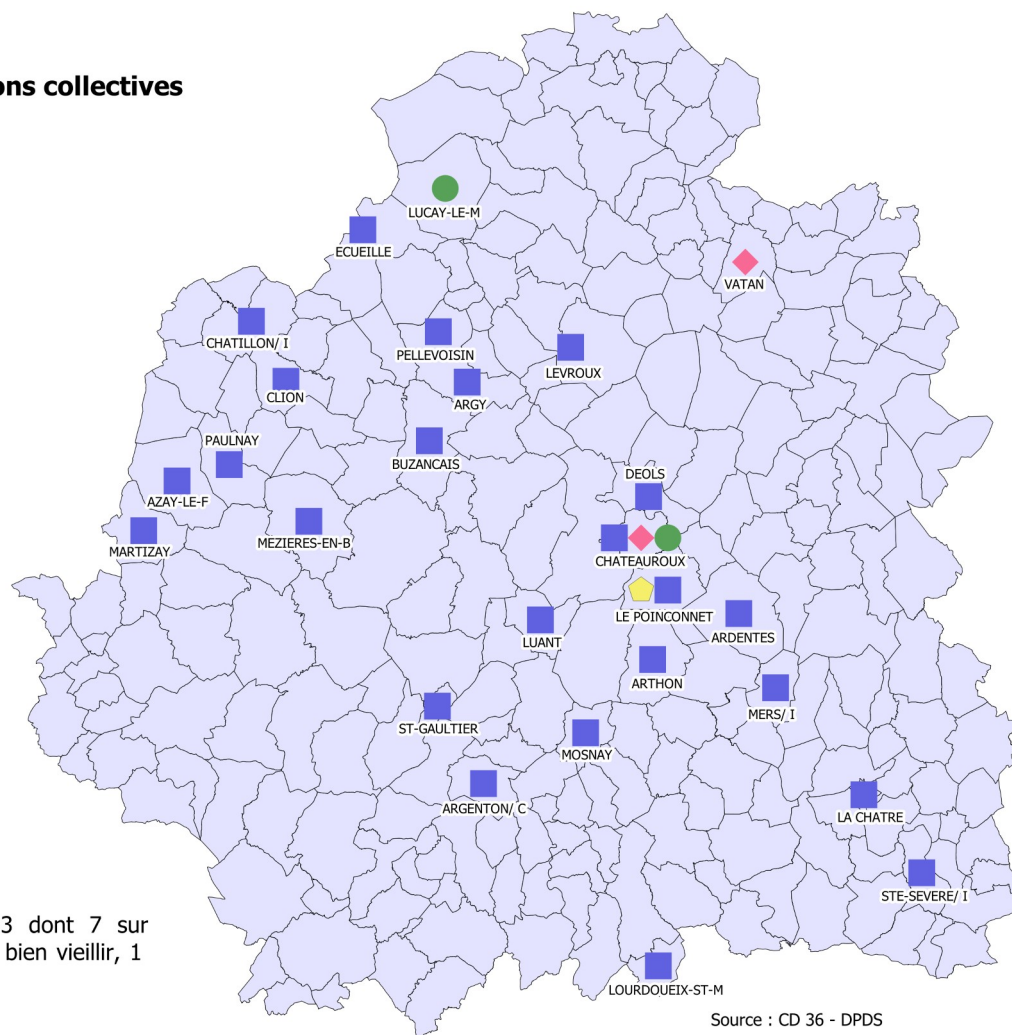 ons collectives
LUCAY-LE-M
ECUEILLE
VATAN
CHATILLON/ I
PELLEVOISIN
LEVROUX
CLION
ARGY
PAULNAY
BUZANCAIS
AZAY-LE-F
DEOLS
MARTIZAY
MEZIERES-EN-B
CHATEAUROUX
LE POINCONNET
LUANT
ARDENTES
ARTHON
MERS/ I
ST-GAULTIER
MOSNAY
ARGENTON/ C
LA CHATRE
STE-SEVERE/ I
3 dont 7 sur
bien vieillir, 1
LOURDOUEIX-ST-M
Source : CD 36 - DPDS